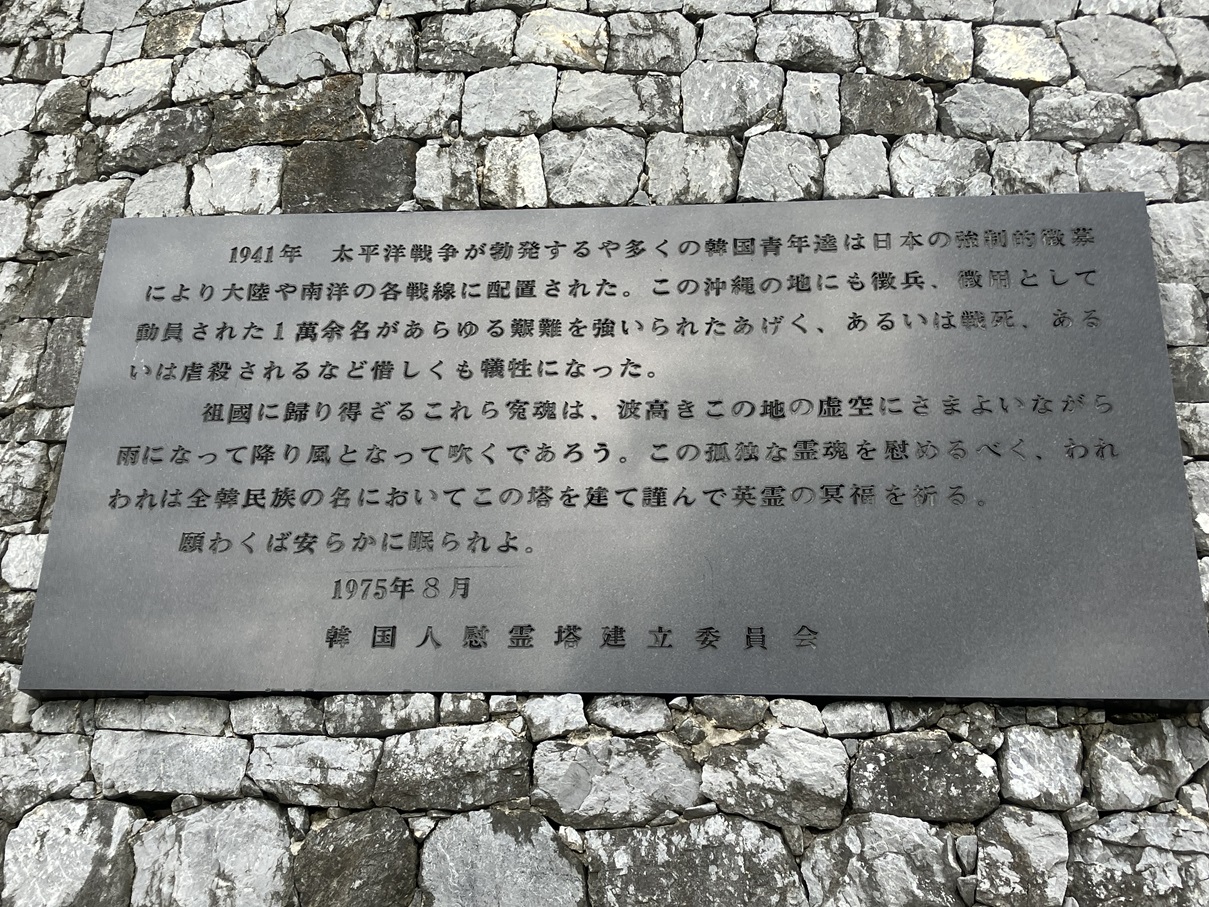 1941年　太平洋戦争が勃発するや多くの韓国青年達は日本の強制的徴募
により大陸や南洋の各戦線に配置された。この沖縄の地にも徴兵、徴用として
動員された1萬余名があらゆる艱難を強いられたあげく、あるいは戦死、ある
いは虐殺されるなど惜しくも犠牲になった。
祖國に歸り得ざるこれら寃魂は、波高きこの地の虚空にさまよいながら
雨になって降り風となって吹くであろう。この孤独な霊魂を慰めるべく、われ
われは全韓民族の名においてこの塔を建て謹んで英霊の冥福を祈る。
願わくば安らかに眠られよ。
1975年8月
韓国人慰霊塔建立委員会